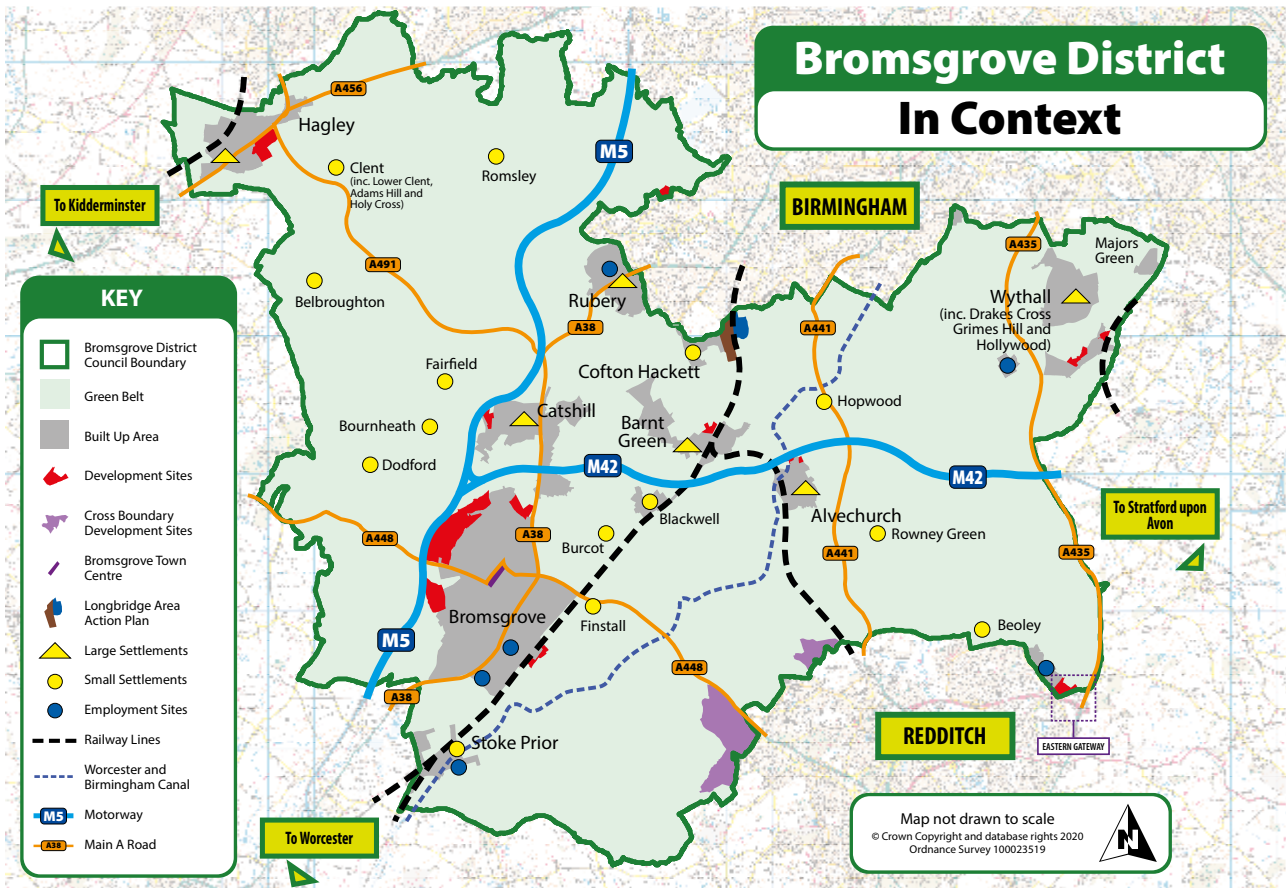 Bromsgrove District
In Context
A456
Hagley
M5
Clent
(inc. Lower Clent,
Adams Hill and
Holy Cross)
Romsley
To Kidderminster
BIRMINGHAM
A435
Majors
Green
A491
Belbroughton
Rubery
Wythall
(inc. Drakes Cross
Grimes Hill and
Hollywood)
A38
A441
Cofton Hackett
Fairfield
Hopwood
Catshill
Barnt
Green
Bournheath
Dodford
M42
M42
Blackwell
Alvechurch
Rowney Green
To Stratford upon
Avon
A448
A38
Burcot
A441
A435
Bromsgrove
Finstall
Beoley
M5
A448
A38
REDDITCH
EASTERN GATEWAY
Stoke Prior
To Worcester
KEY
Bromsgrove District
Council Boundary
Green Belt
Built Up Area
Development Sites
Cross Boundary
Development Sites
Bromsgrove Town
Centre
Longbridge Area
Action Plan
Large Settlements
Small Settlements
Employment Sites
Railway Lines
Worcester and
Birmingham Canal
M5
Motorway
A38
Main A Road
Map not drawn to scale
© Crown Copyright and database rights 2020
Ordnance Survey 100023519
N